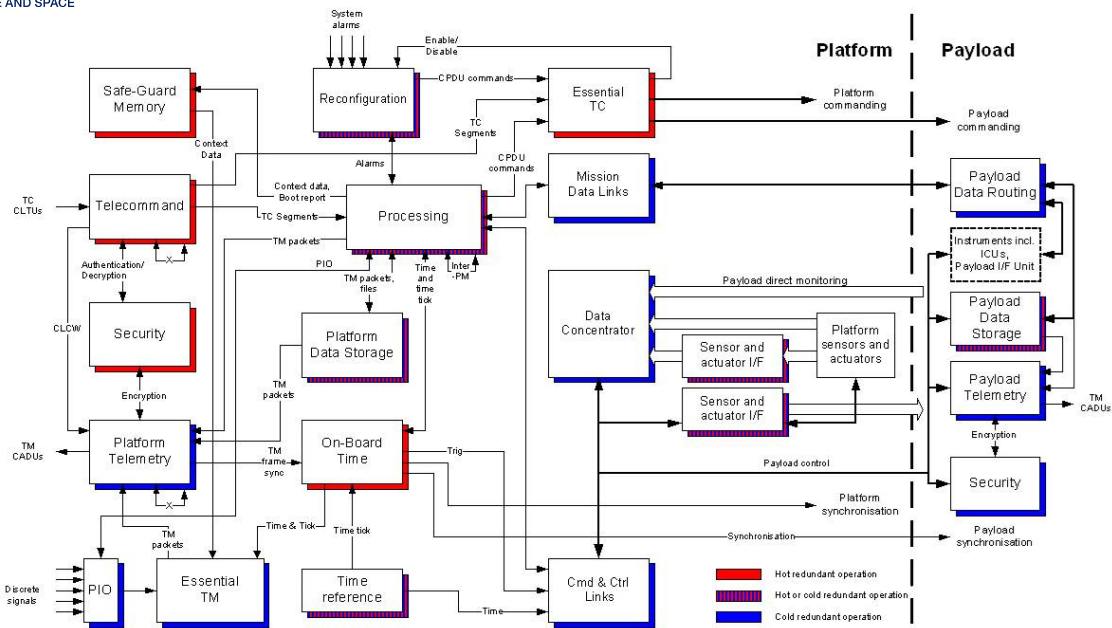 E AND SPACE
System
alarms
Enable/
Disable
Platform
Payload
Safe-Guard
Memory
Reconfiguration
CPDU commands
Essential
TC
Platform
commanding
Payload
commanding
TC
Segments
Context
Data
CPDU
commands
Alarms
Mission
Data Links
Payload
Data Routing
TC
CLTUs
Telecommand
Context data,
Boot report
Processing
TC Segments
TM packets
X
Authentication/
Decryption
PIO
TM packets,
files
Time
and
time
tick
Inter
-PM
Instruments incl.
ICUs,
Payload I/F Unit
Payload direct monitoring
CLCW
Security
Platform
Data Storage
Data
Concentrator
Sensor and
actuator I/F
Platform
sensors and
actuators
Payload
Data
Storage
Encryption
TM
packets
Sensor and
actuator I/F
Payload
Telemetry
TM
CADUs
TM
CADUs
Platform
Telemetry
TM
frame
sync
On-Board
Time
Trig
Encryption
Payload control
Security
X
Platform
synchronisation
Time & Tick
Time tick
TM
packets
Synchronisation
Payload
synchronisation
Discrete
signals
PIO
Essential
TM
Time
reference
Time
Cmd & Ctrl
Links
Hot redundant operation
Hot or cold redundant operation
Cold redundant operation